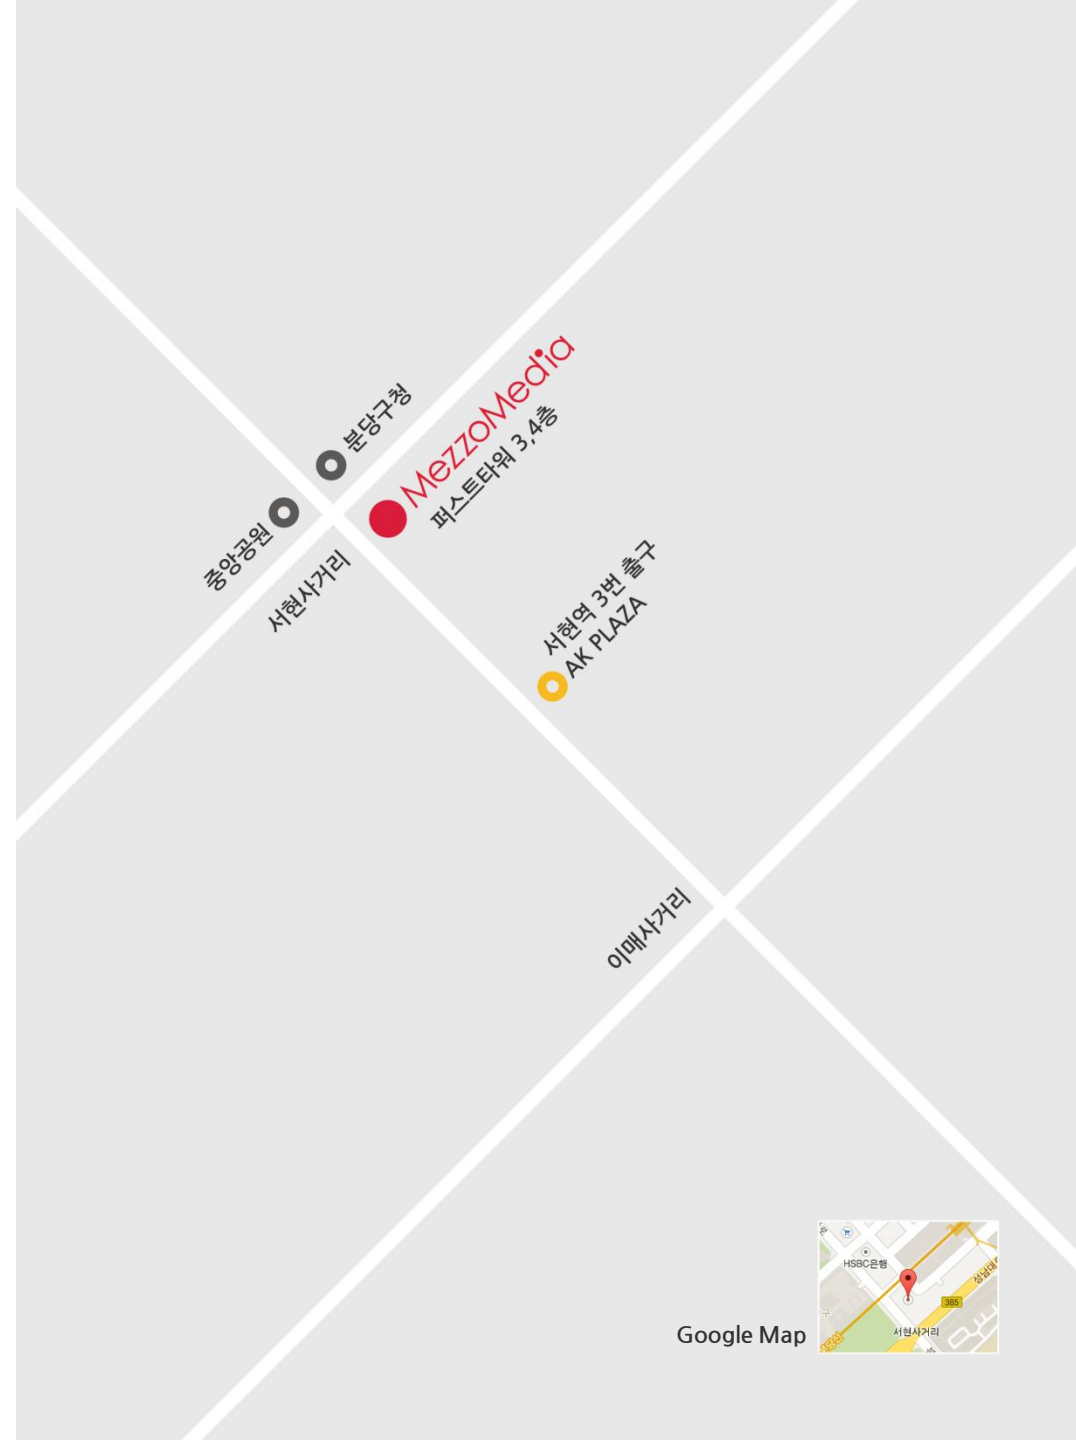 분당구청
MezzoMedia
퍼스트타워 3,4층
중앙공원
서현사거리
서현역 3번 출구
AK PLAZA
이매사거리
Google Map
HSBC은행
385
서현사거리